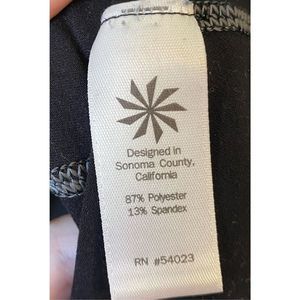 Designed in
Sonoma County,
California
87% Polyester
13% Spandex
RN #54023